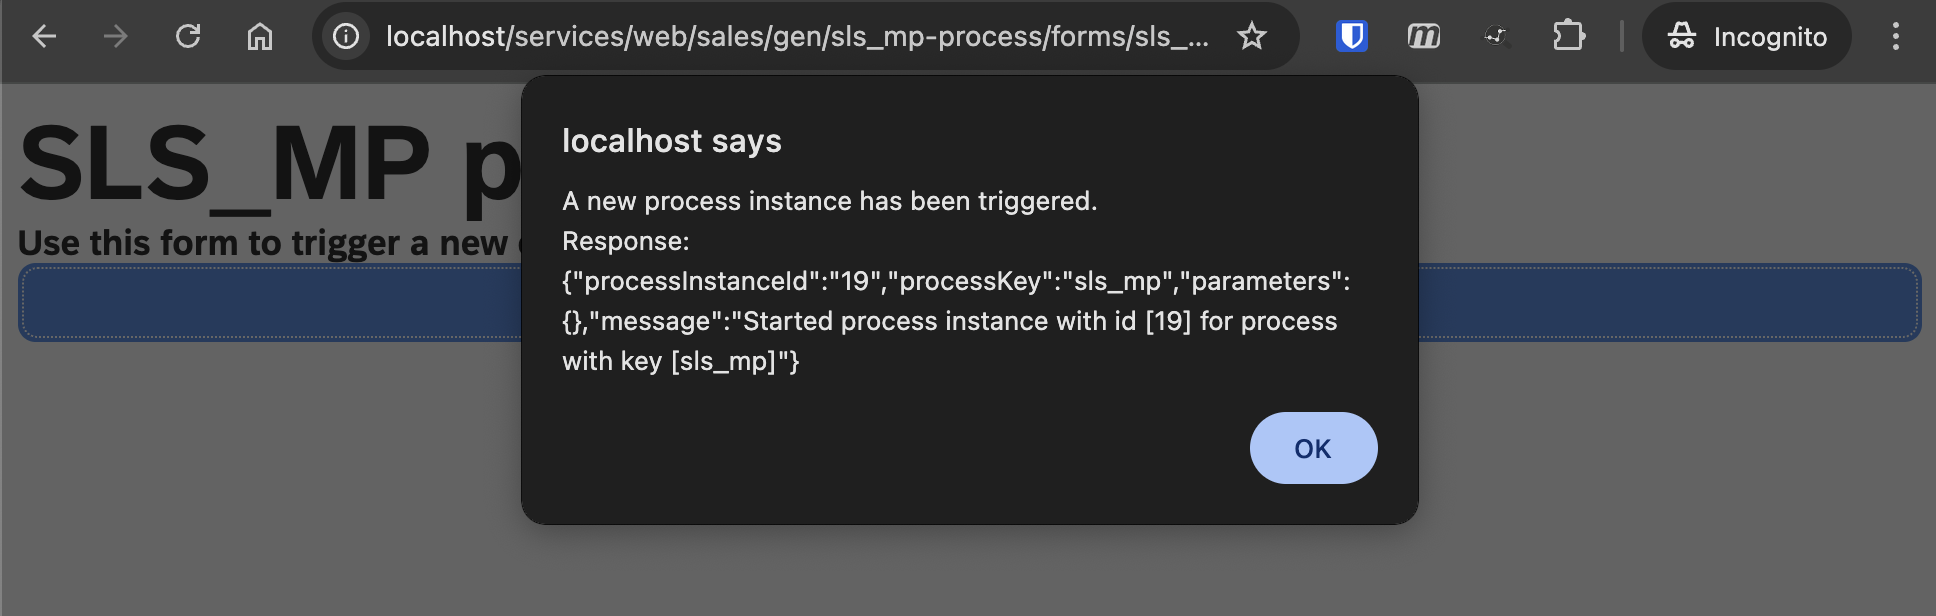 localhost/services/web/sales/gen/sls_mp-process/forms/sls_...
Incognito
SLS_MP p
Use this form to trigger a new
localhost says
A new process instance has been triggered.
Response:
{"processInstanceId":"19","processKey":"sls_mp","parameters":
{},"message":"Started process instance with id [19] for process
with key [sls_mp]"}
OK